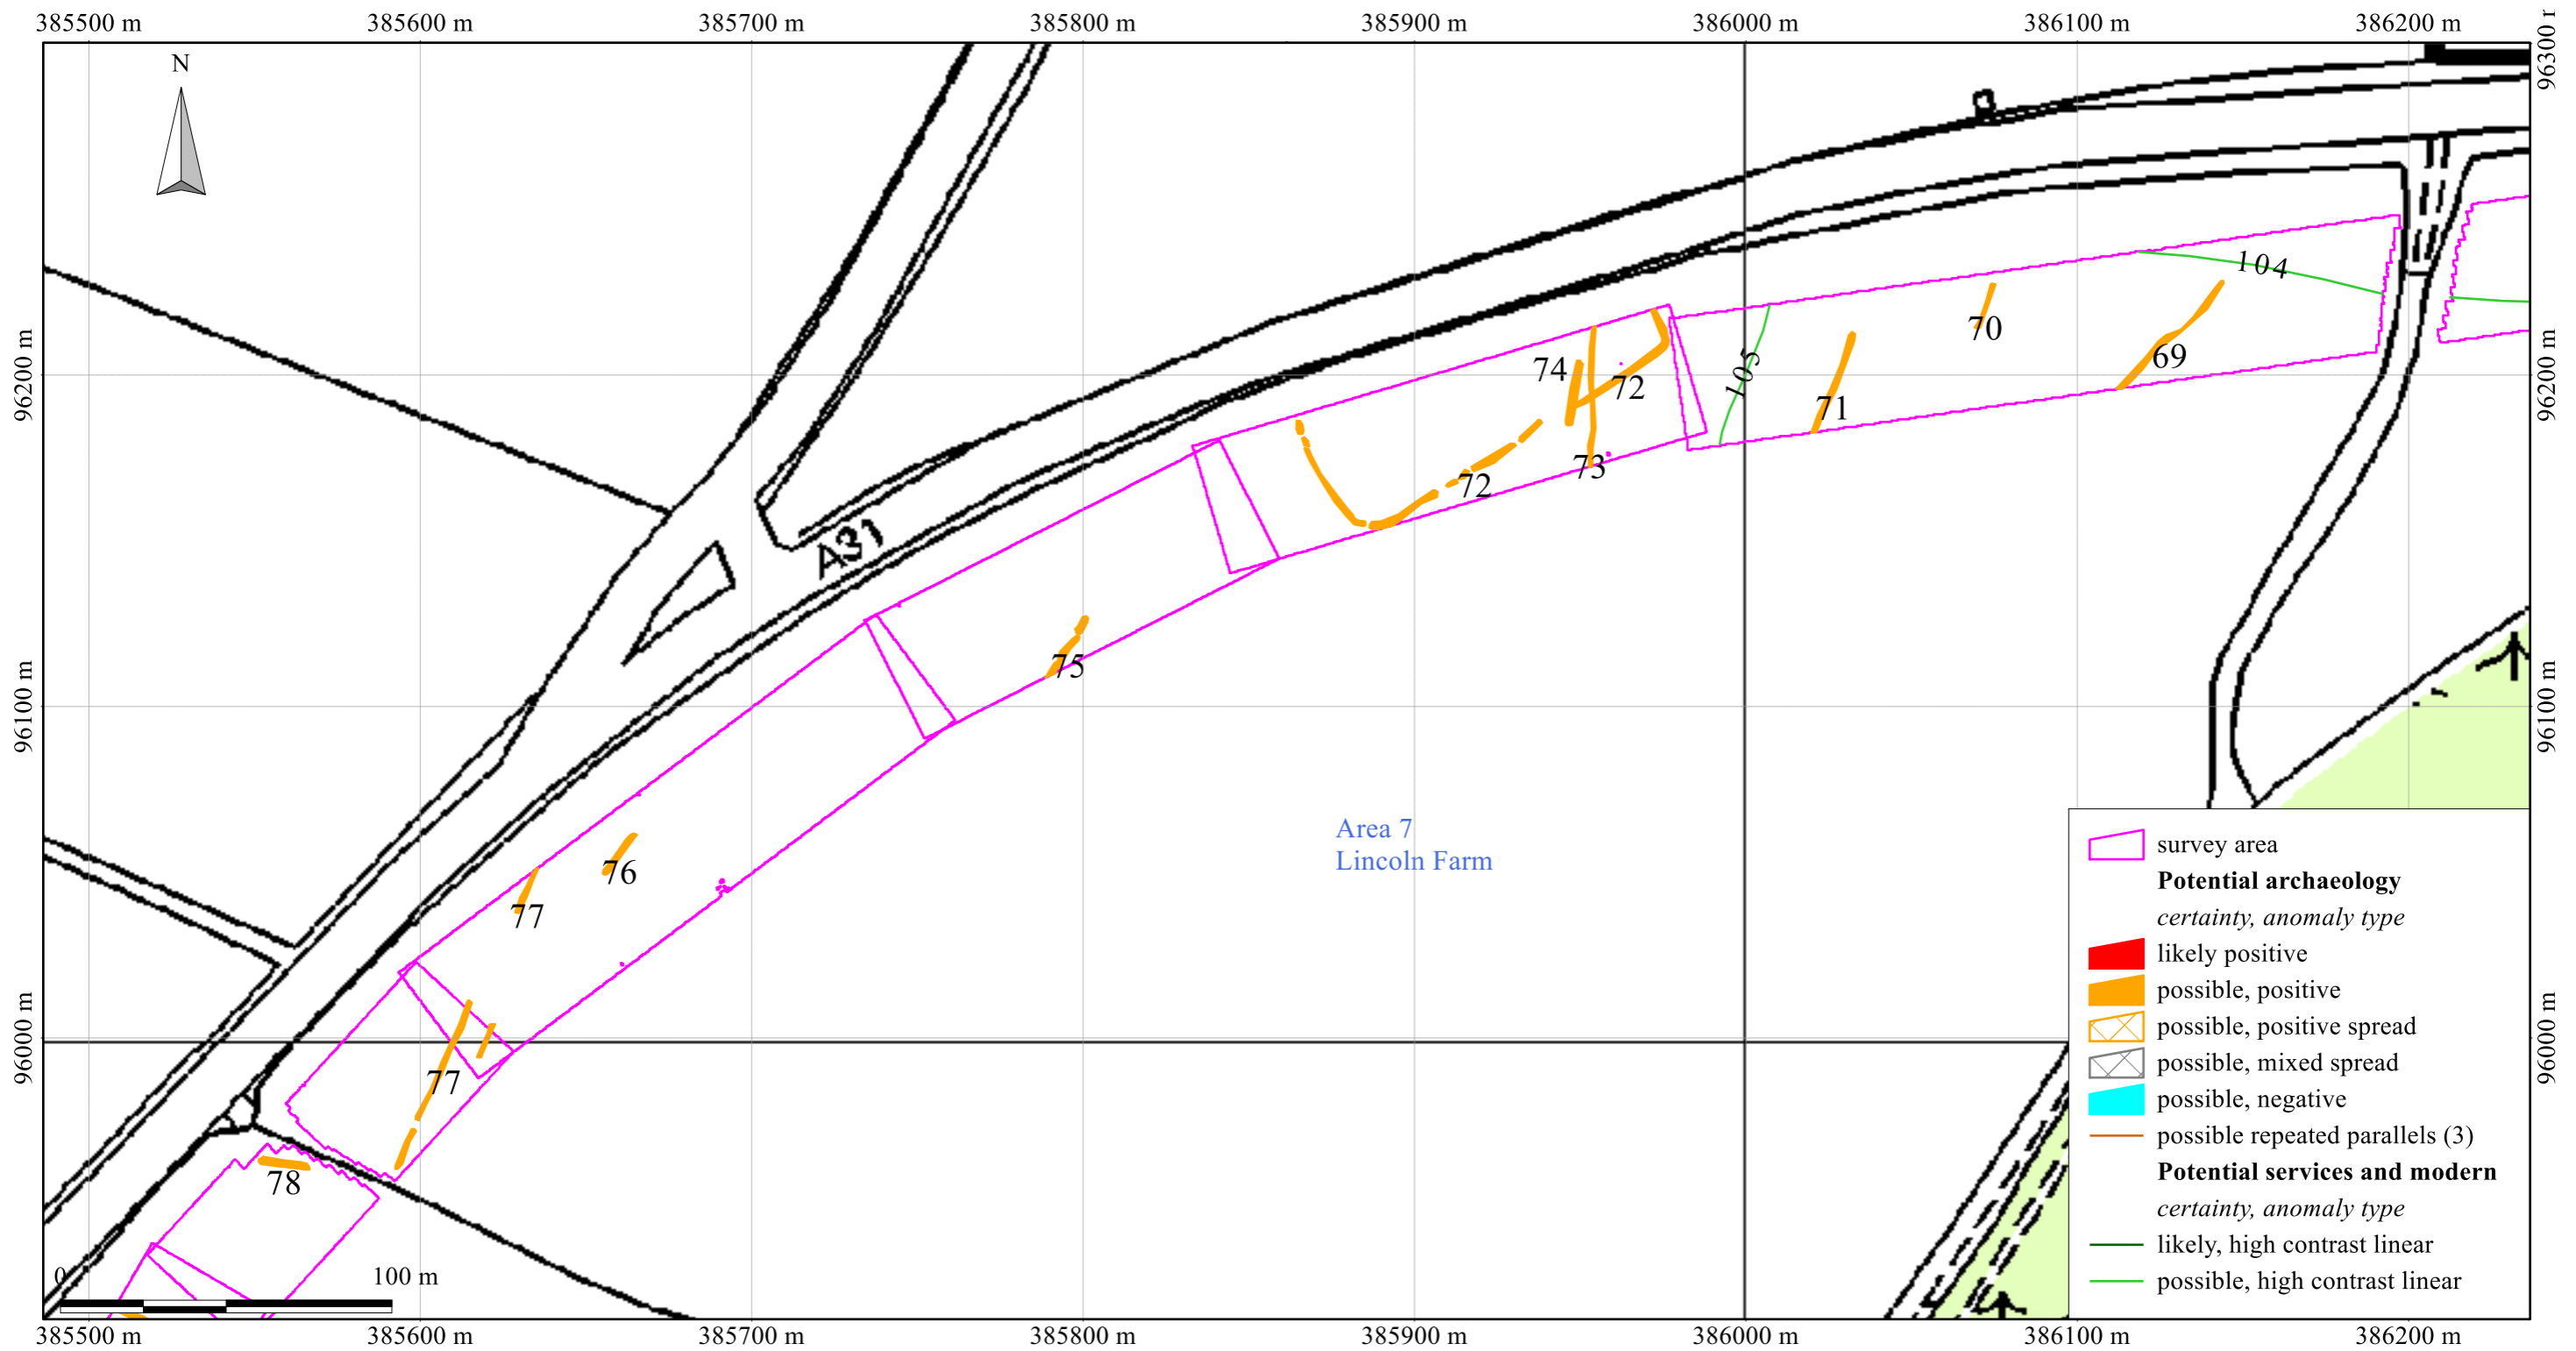 385500 m 385600 m 385700 m 385800 m 385900 m 386000 m 386100 m 386200 m
96300 r
N
104
96200 m
96200 m
70
69
74
72
105
71
72
73
A31
75
96100 m
96100 m
Area 7
Lincoln Farm
76
77
survey area
Potential archaeology
certainty, anomaly type
likely positive
possible, positive
possible, positive spread
possible, mixed spread
possible, negative
possible repeated parallels (3)
Potential services and modern
certainty, anomaly type
likely, high contrast linear
possible, high contrast linear
96000 m
96000 m
77
78
0 100 m
385500 m 385600 m 385700 m 385800 m 385900 m 386000 m 386100 m 386200 m